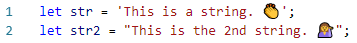 1 let str = 'This is a string. 👏';
2 let str2 = "This is the 2nd string. 🤷🏽‍♀️";